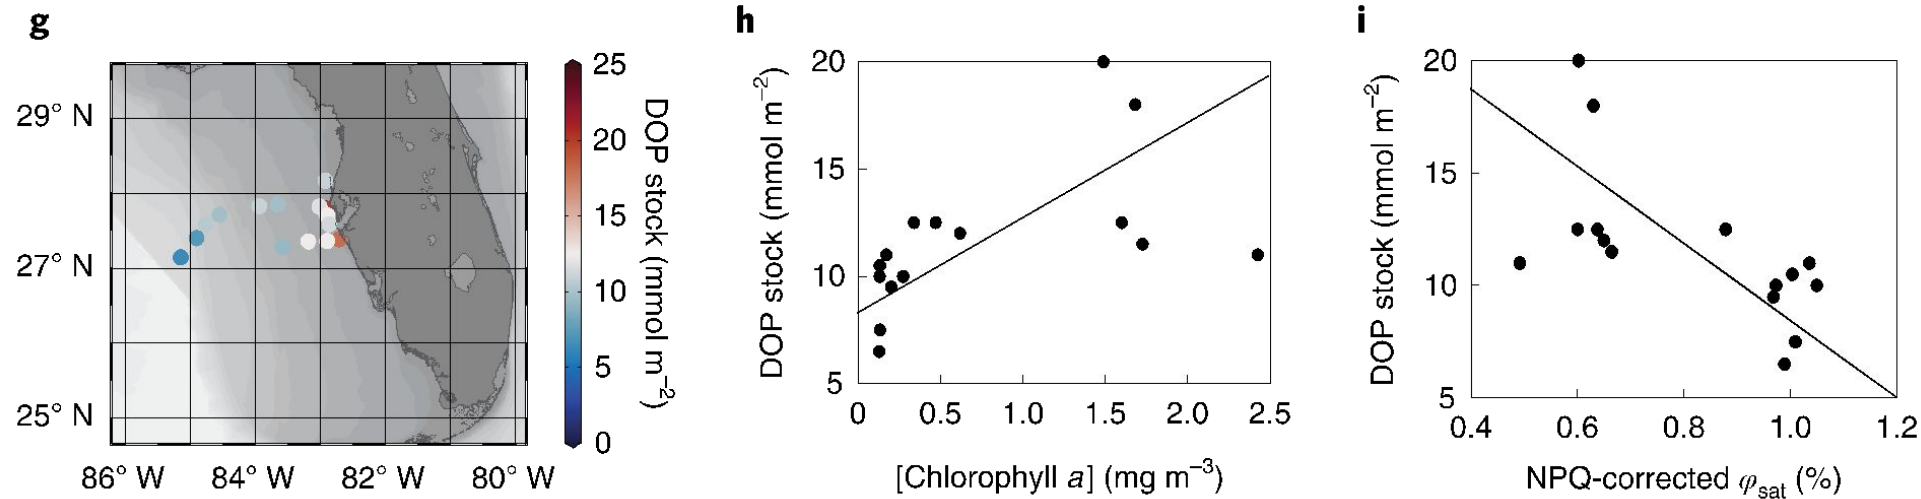 g
29° N
27° N
25° N
86° W 84° W 82° W 80° W
25
20
15
10
5
0
DOP stock (mmol m⁻²)
h
DOP stock (mmol m⁻²)
20
15
10
5
0 0.5 1.0 1.5 2.0 2.5
[Chlorophyll a] (mg m⁻³)
i
DOP stock (mmol m⁻²)
20
15
10
5
0.4 0.6 0.8 1.0 1.2
NPQ-corrected φsat (%)